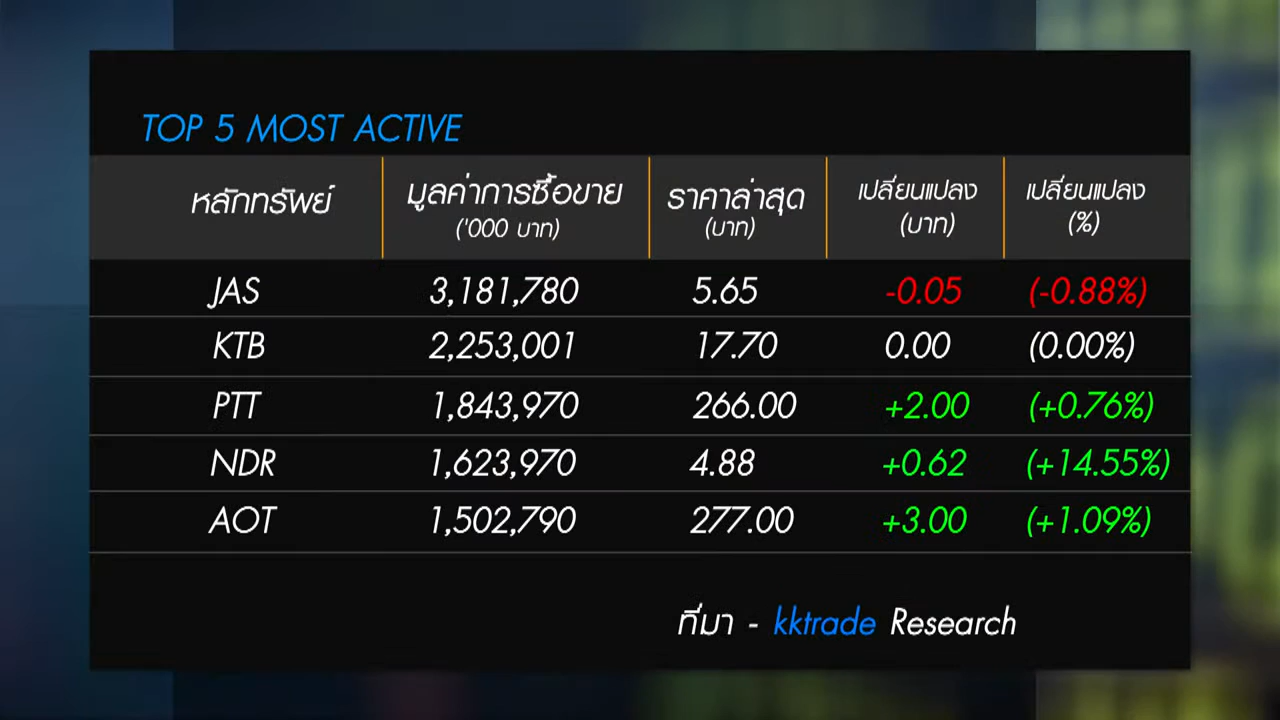 TOP 5 MOST ACTIVE
หลักทรัพย์ มูลค่าการซื้อขาย ('000 บาท) ราคาล่าสุด (บาท) เปลี่ยนแปลง (บาท) เปลี่ยนแปลง (%)
JAS 3,181,780 5.65 -0.05 (-0.88%)
KTB 2,253,001 17.70 0.00 (0.00%)
PTT 1,843,970 266.00 +2.00 (+0.76%)
NDR 1,623,970 4.88 +0.62 (+14.55%)
AOT 1,502,790 277.00 +3.00 (+1.09%)
ที่มา - kktrade Research